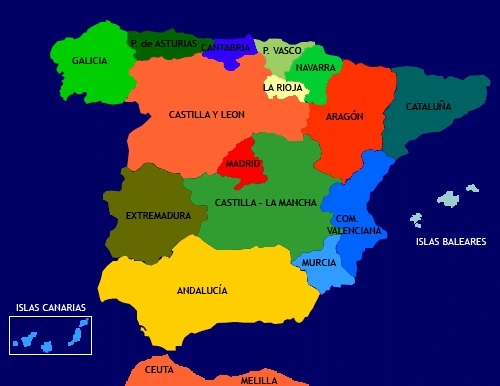 GALICIA
P. de ASTURIAS
CANTABRIA
P. VASCO
NAVARRA
LA RIOJA
CASTILLA Y LEON
ARAGÓN
CATALUÑA
MADRID
CASTILLA - LA MANCHA
EXTREMADURA
COM.
VALENCIANA
ISLAS BALEARES
MURCIA
ANDALUCÍA
ISLAS CANARIAS
CEUTA
MELILLA